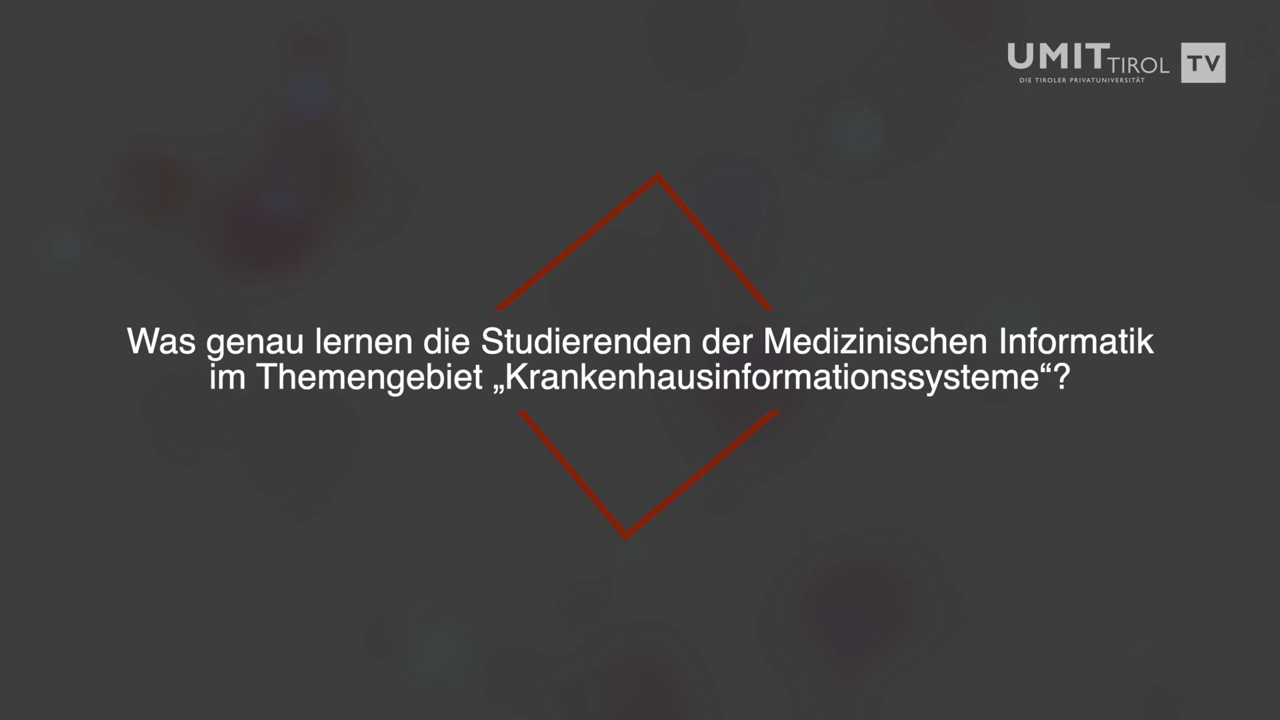 UMIT TIROL TV
DIE TIROLER PRIVATUNIVERSITÄT
Was genau lernen die Studierenden der Medizinischen Informatik
im Themengebiet „Krankenhausinformationssysteme“?